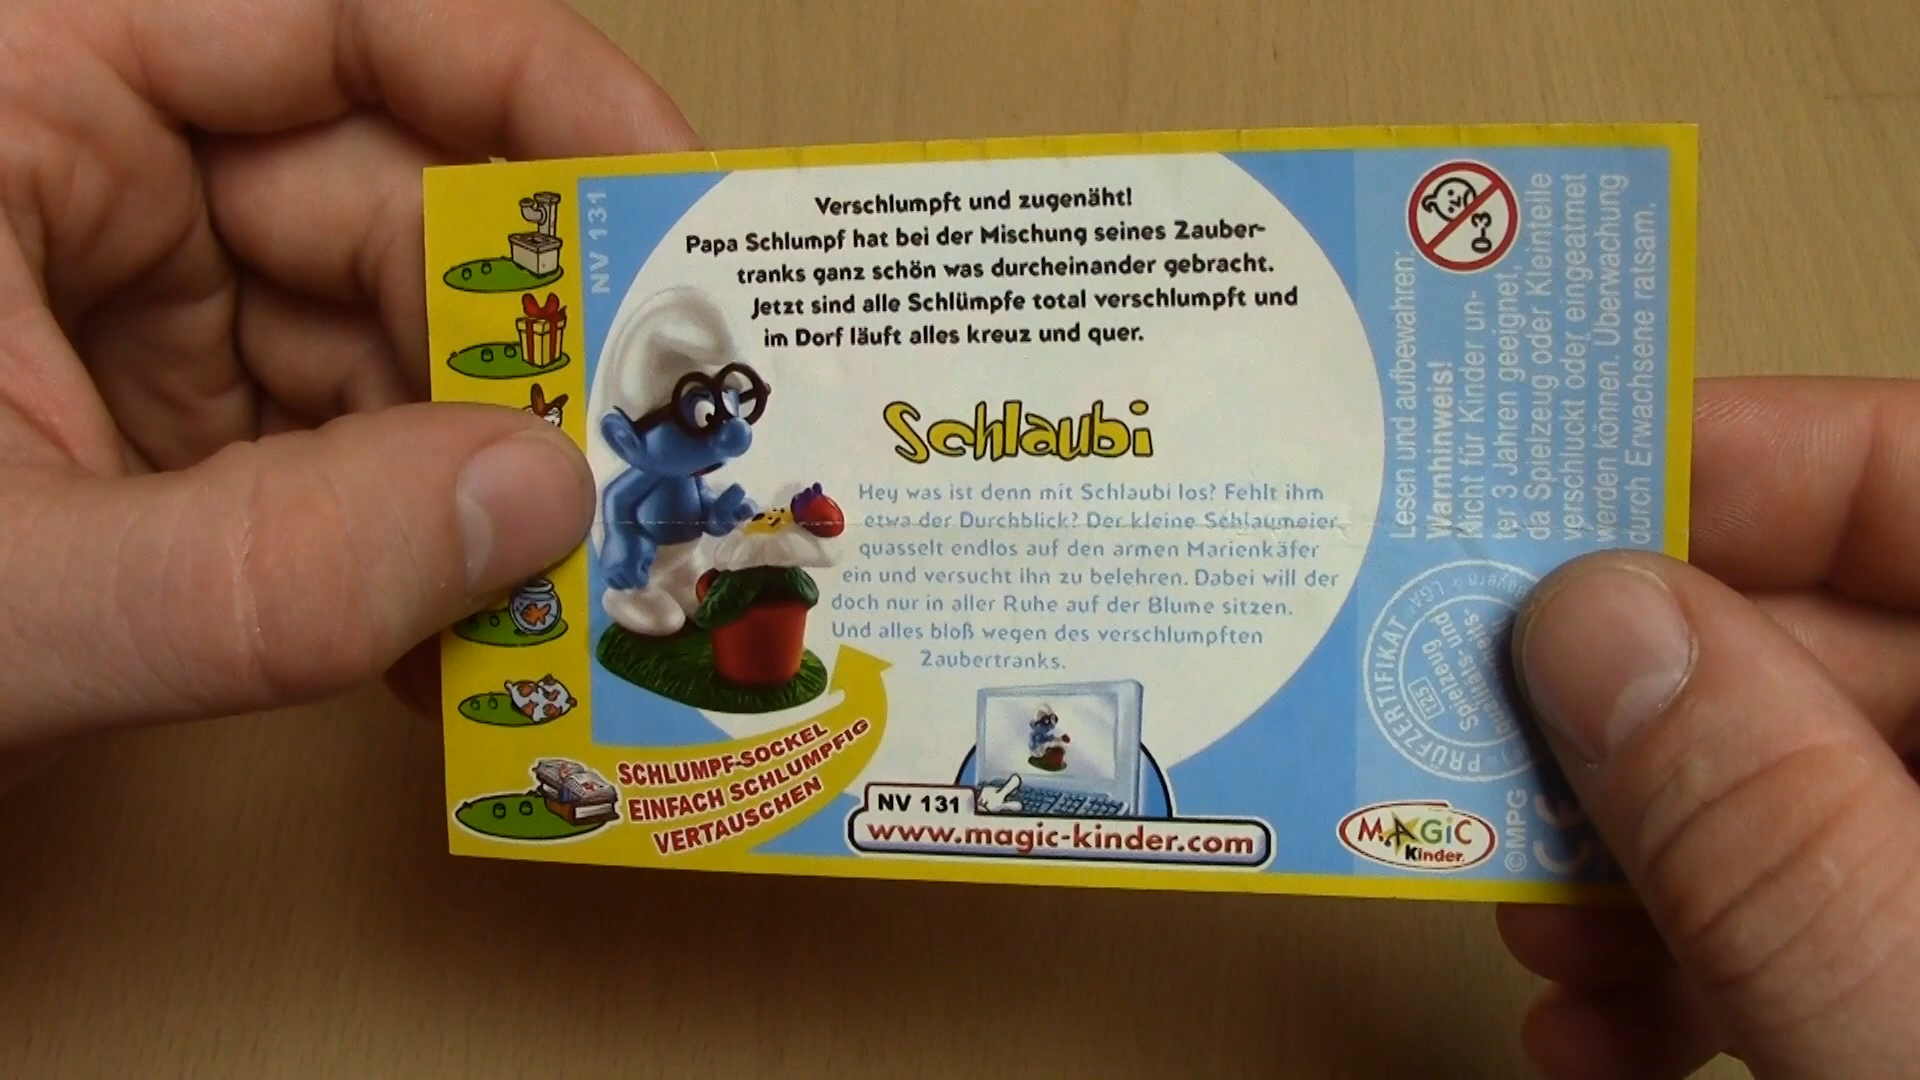 NV 131
Verschlumpft und zugenäht!
Papa Schlumpf hat bei der Mischung seines Zauber-
tranks ganz schön was durcheinander gebracht.
Jetzt sind alle Schlümpfe total verschlumpft und
im Dorf läuft alles kreuz und quer.
Schlaubi
Hey was ist denn mit Schlaubi los? Fehlt ihm
etwa der Durchblick? Der kleine Schlaumeier
quasselt endlos auf den armen Marienkäfer
ein und versucht ihn zu belehren. Dabei will der
doch nur in aller Ruhe auf der Blume sitzen.
Und alles bloß wegen des verschlumpften
Zaubertranks.
SCHLUMPF-SOCKEL
EINFACH SCHLUMPFIG
VERTAUSCHEN
NV 131
www.magic-kinder.com
0-3
Lesen und aufbewahren:
Warnhinweis!
Nicht für Kinder un-
ter 3 Jahren geeignet,
da Spielzeug oder Kleinteile
verschluckt oder eingeatmet
werden können. Überwachung
durch Erwachsene ratsam.
PRÜFZERTIFIKAT LGA
125
Spielzeug
qualitäts- und
MAGiC
Kinder
©MPG
CE